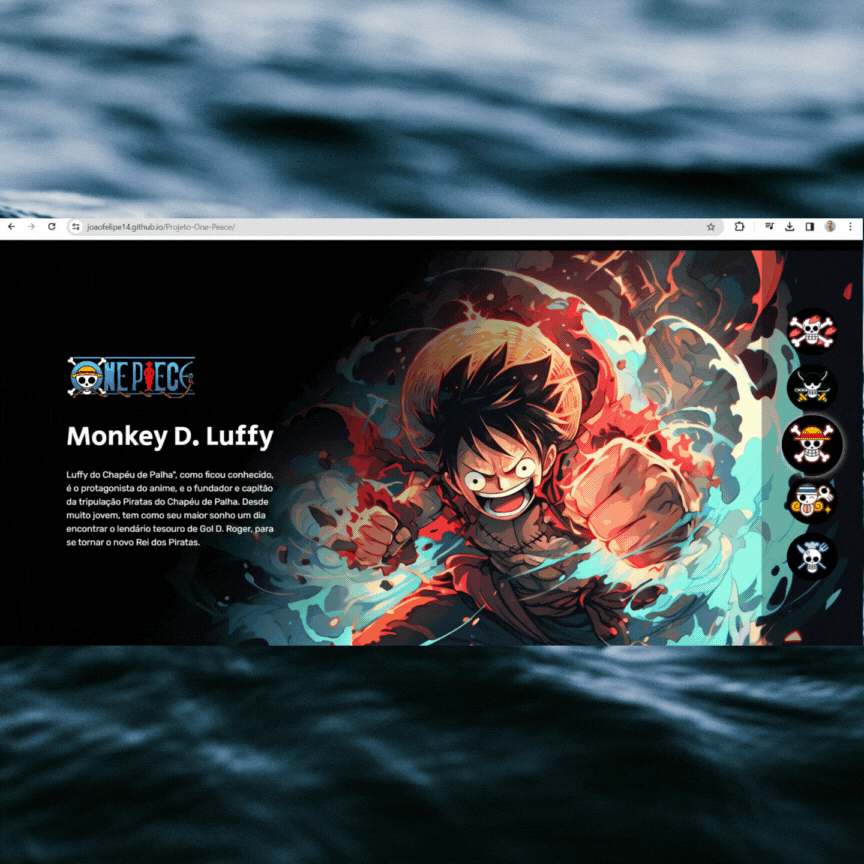 joaofelipe14.github.io/Projeto-One-Peace/
ONE PIECE
Monkey D. Luffy
Luffy do Chapéu de Palha", como ficou conhecido,
é o protagonista do anime, e o fundador e capitão
da tripulação Piratas do Chapéu de Palha. Desde
muito jovem, tem como seu maior sonho um dia
encontrar o lendário tesouro de Gol D. Roger, para
se tornar o novo Rei dos Piratas.